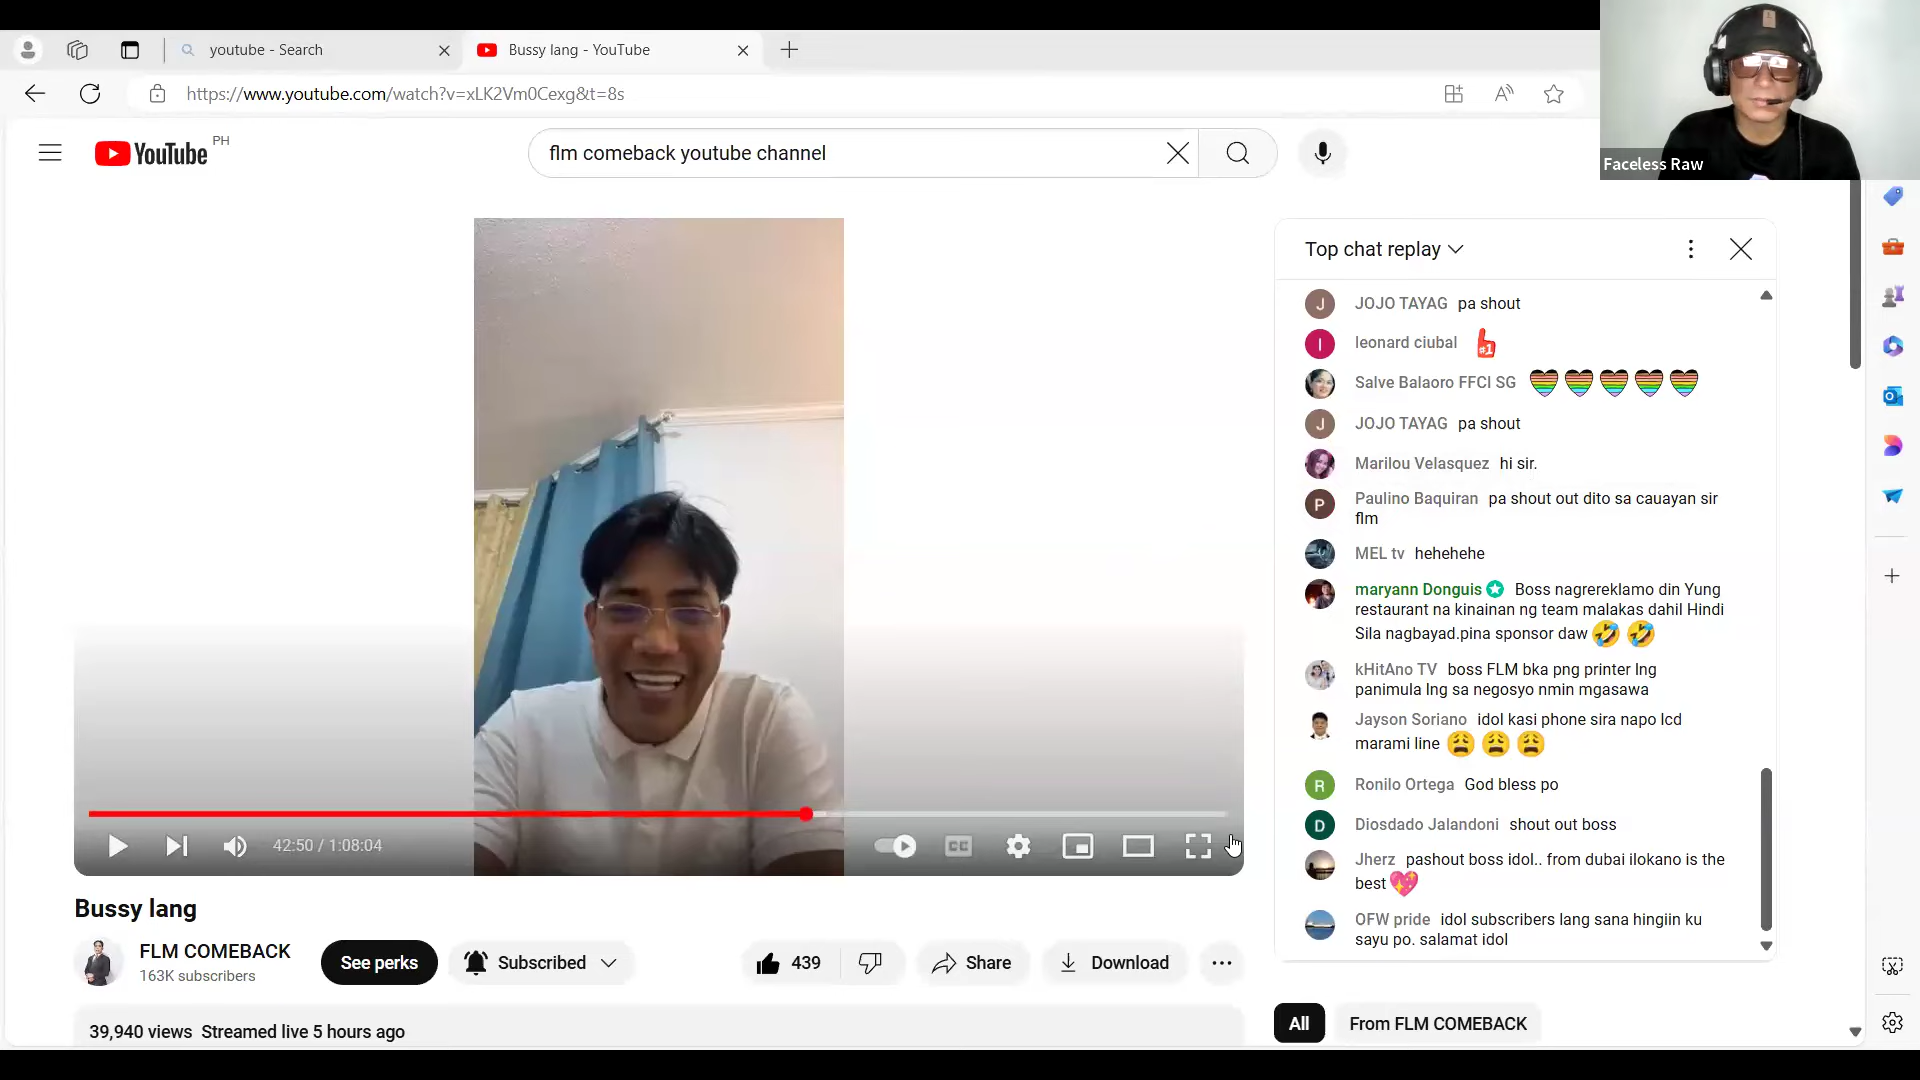 youtube - Search
Bussy lang - YouTube
https://www.youtube.com/watch?v=xLK2Vm0Cexg&t=8s
Faceless Raw
YouTube PH
flm comeback youtube channel
Top chat replay
JOJO TAYAG pa shout
leonard ciubal #1
Salve Balaoro FFCI SG
JOJO TAYAG pa shout
Marilou Velasquez hi sir.
Paulino Baquiran pa shout out dito sa cauayan sir
flm
MEL tv hehehehe
maryann Donguis Boss nagrereklamo din Yung
restaurant na kinainan ng team malakas dahil Hindi
Sila nagbayad.pina sponsor daw 🤣 🤣
kHitAno TV boss FLM bka png printer lng
panimula lng sa negosyo nmin mgasawa
Jayson Soriano idol kasi phone sira napo lcd
marami line 😩 😩 😩
Ronilo Ortega God bless po
Diosdado Jalandoni shout out boss
Jherz pashout boss idol.. from dubai ilokano is the
best 💖
OFW pride idol subscribers lang sana hingiin ku
sayu po. salamat idol
42:50 / 1:08:04
CC
Bussy lang
FLM COMEBACK
163K subscribers
See perks
Subscribed
439
Share
Download
39,940 views Streamed live 5 hours ago
All
From FLM COMEBACK